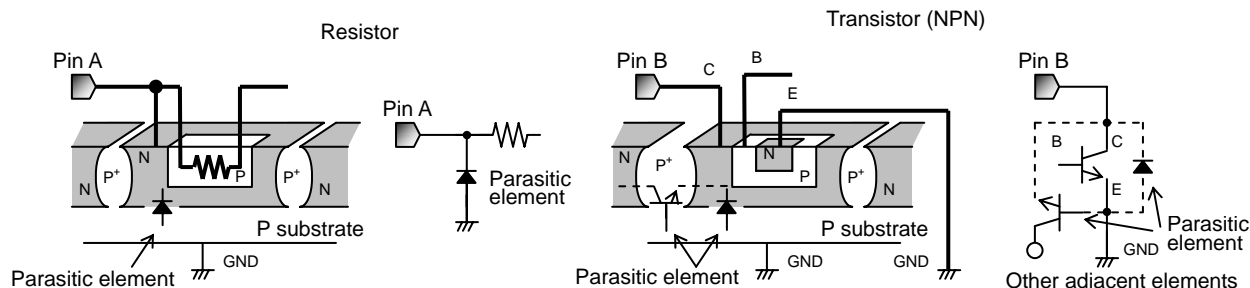 Resistor
Transistor (NPN)
Pin A
Pin B
C
B
E
Pin B
Pin A
N
N
P+
P
P+
N
Parasitic
element
N
P+
N
P
P+
N
B
C
E
P substrate
GND
Parasitic element
P substrate
GND
GND
Parasitic element
GND
Parasitic
element
Other adjacent elements